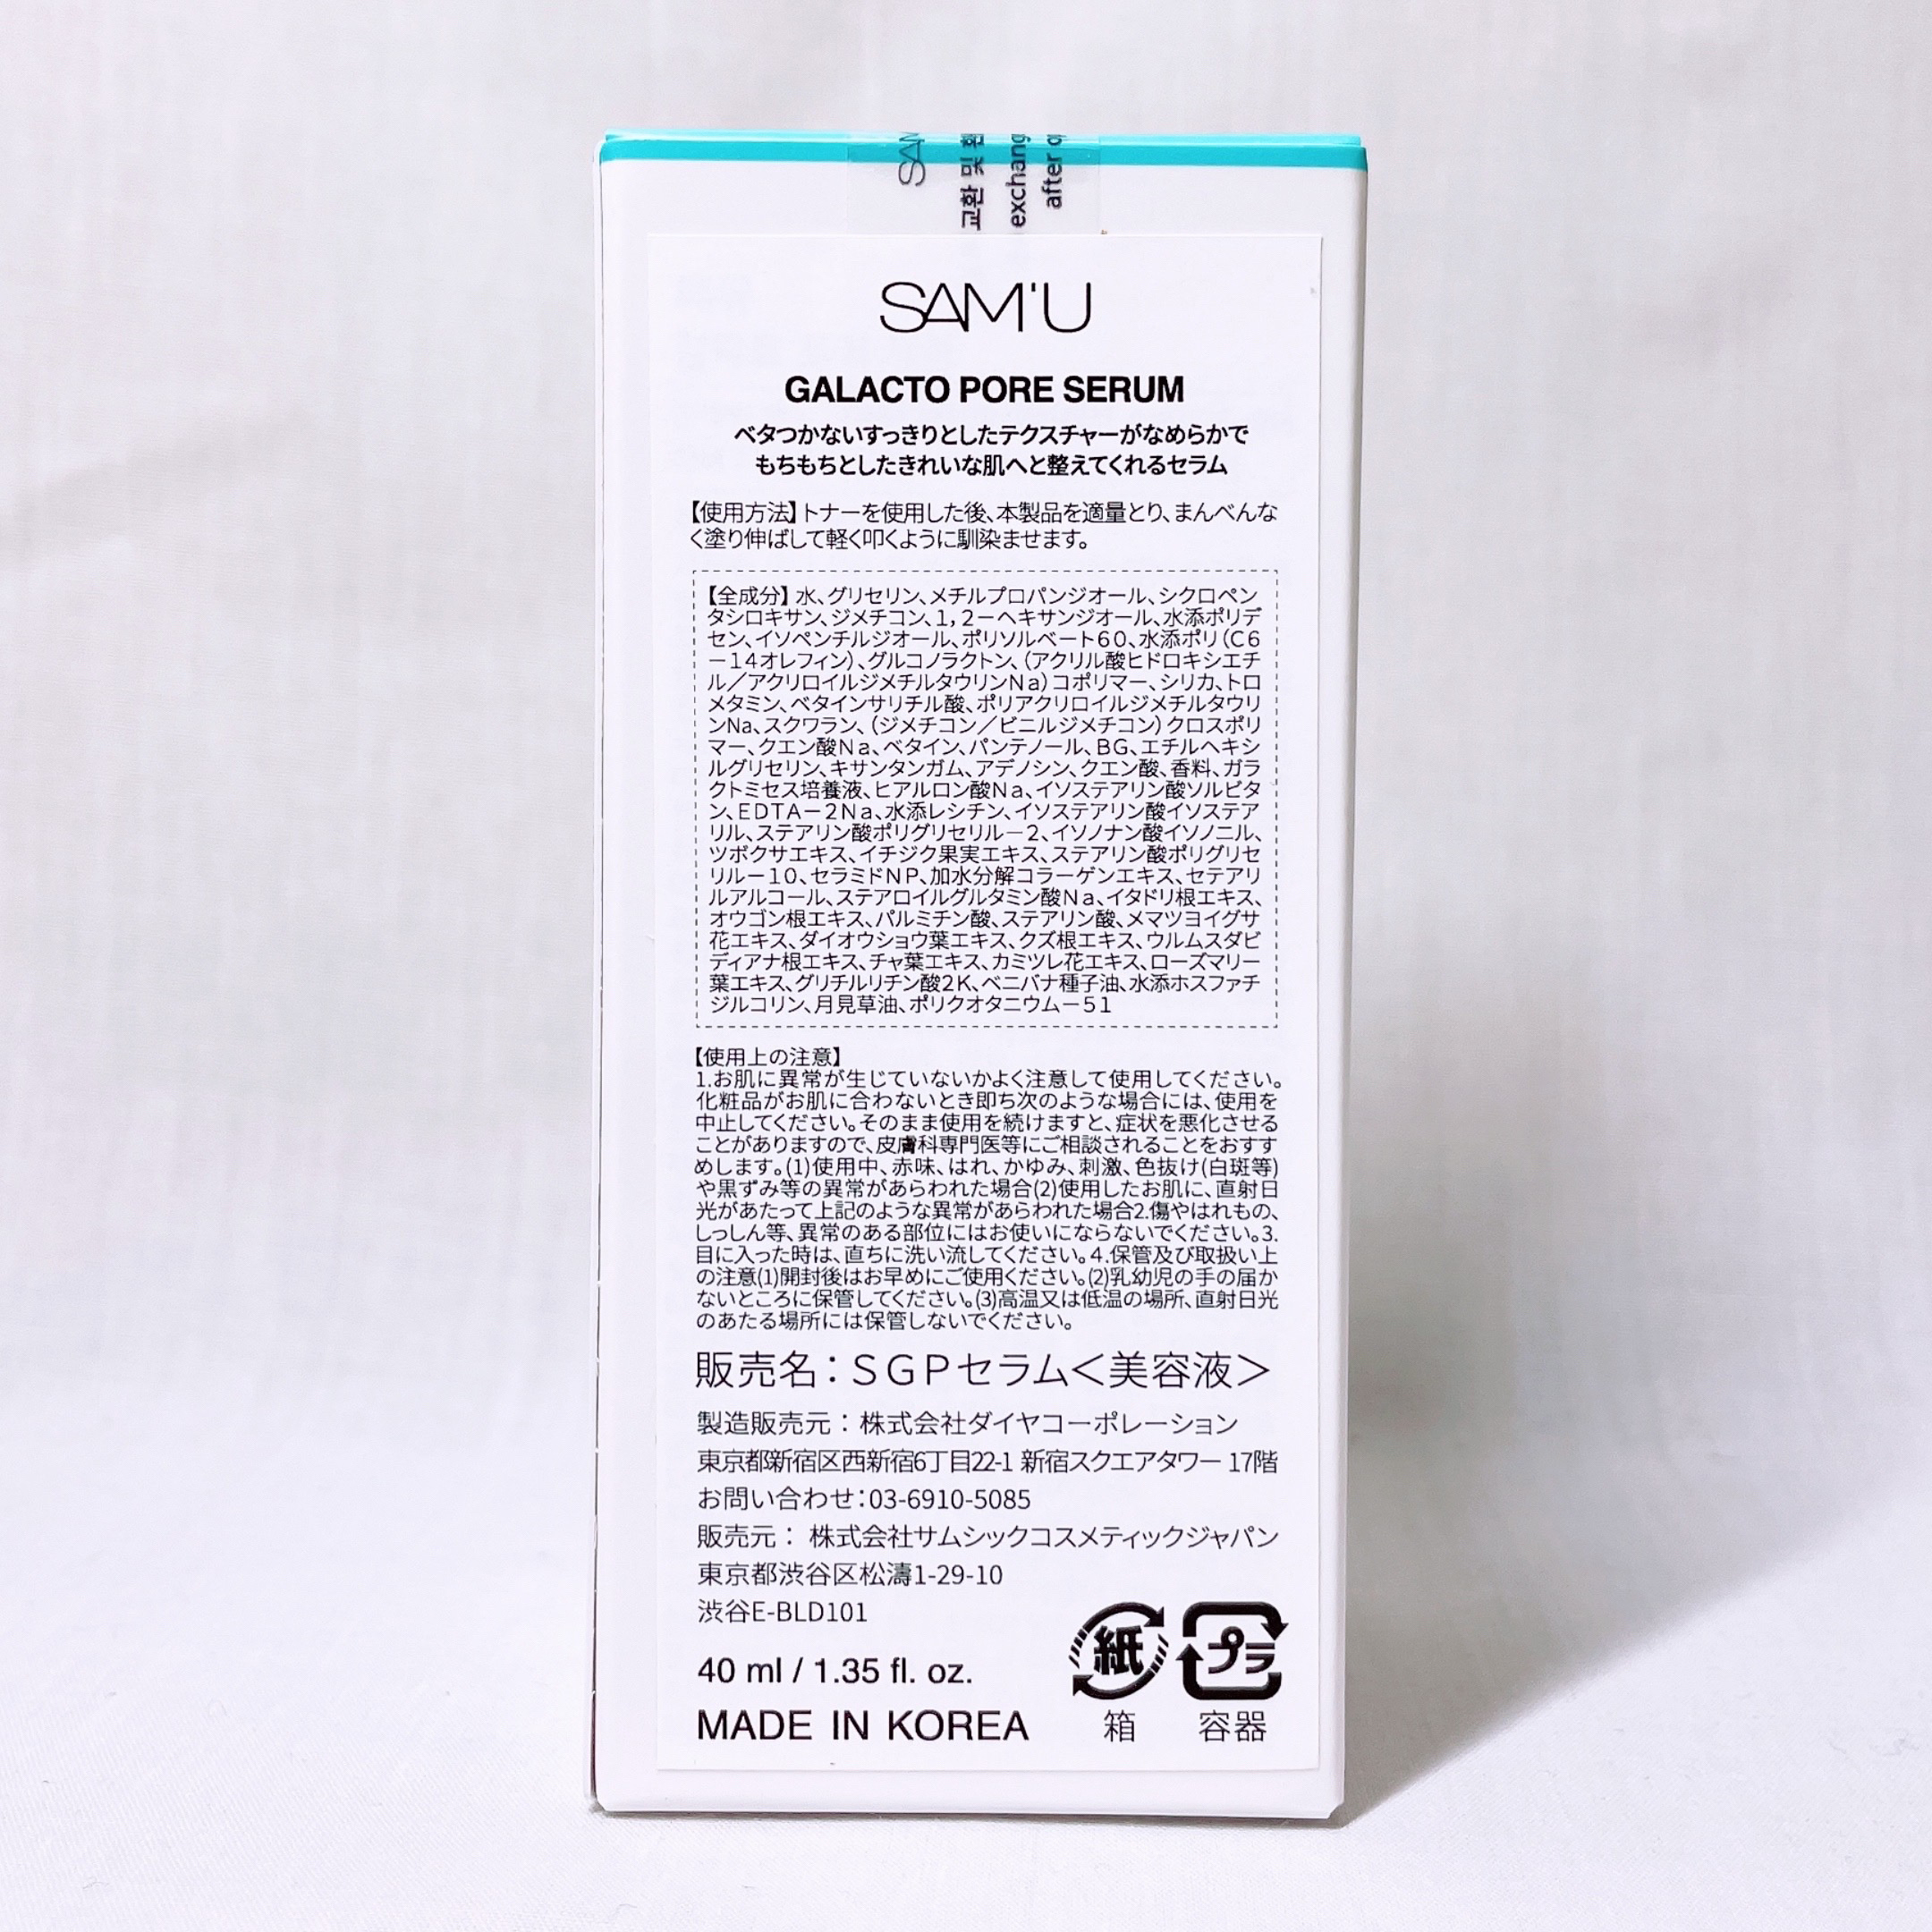 SAM
교환 및 환
exchang
after o
SAM'U
GALACTO PORE SERUM
ベタつかないすっきりとしたテクスチャーがなめらかで
もちもちとしたきれいな肌へと整えてくれるセラム
【使用方法】トナーを使用した後、本製品を適量とり、まんべんな
く塗り伸ばして軽く叩くように馴染ませます。
【全成分】水、グリセリン、メチルプロパンジオール、シクロペン
タシロキサン、ジメチコン、1，2－ヘキサンジオール、水添ポリデ
セン、イソペンチルジオール、ポリソルベート60、水添ポリ（C6
－14オレフィン）、グルコノラクトン、（アクリル酸ヒドロキシエチ
ル／アクリロイルジメチルタウリンNa）コポリマー、シリカ、トロ
メタミン、ベタインサリチル酸、ポリアクリロイルジメチルタウリ
ンNa、スクワラン、（ジメチコン／ビニルジメチコン）クロスポリ
マー、クエン酸Na、ベタイン、パンテノール、BG、エチルヘキシ
ルグリセリン、キサンタンガム、アデノシン、クエン酸、香料、ガラ
クトミセス培養液、ヒアルロン酸Na、イソステアリン酸ソルビタ
ン、EDTA－2Na、水添レシチン、イソステアリン酸イソステア
リル、ステアリン酸ポリグリセリル－2、イソノナン酸イソノニル、
ツボクサエキス、イチジク果実エキス、ステアリン酸ポリグリセ
リル－10、セラミドNP、加水分解コラーゲンエキス、セテアリ
ルアルコール、ステアロイルグルタミン酸Na、イタドリ根エキス、
オウゴン根エキス、パルミチン酸、ステアリン酸、メマツヨイグサ
花エキス、ダイオウショウ葉エキス、クズ根エキス、ウルムスダビ
ディアナ根エキス、チャ葉エキス、カミツレ花エキス、ローズマリー
葉エキス、グリチルリチン酸2K、ベニバナ種子油、水添ホスファチ
ジルコリン、月見草油、ポリクオタニウム－51
【使用上の注意】
1.お肌に異常が生じていないかよく注意して使用してください。
化粧品がお肌に合わないとき即ち次のような場合には、使用を
中止してください。そのまま使用を続けますと、症状を悪化させる
ことがありますので、皮膚科専門医等にご相談されることをおすす
めします。(1)使用中、赤味、はれ、かゆみ、刺激、色抜け(白斑等)
や黒ずみ等の異常があらわれた場合(2)使用したお肌に、直射日
光があたって上記のような異常があらわれた場合2.傷やはれもの、
しっしん等、異常のある部位にはお使いにならないでください。3.
目に入った時は、直ちに洗い流してください。4.保管及び取扱い上
の注意(1)開封後はお早めにご使用ください。(2)乳幼児の手の届か
ないところに保管してください。(3)高温又は低温の場所、直射日光
のあたる場所には保管しないでください。
販売名：ＳＧＰセラム＜美容液＞
製造販売元：株式会社ダイヤコーポレーション
東京都新宿区西新宿6丁目22-1 新宿スクエアタワー 17階
お問い合わせ：03-6910-5085
販売元： 株式会社サムシックコスメティックジャパン
東京都渋谷区松濤1-29-10
渋谷E-BLD101
40 ml / 1.35 fl. oz.
MADE IN KOREA
紙
箱
プラ
容器